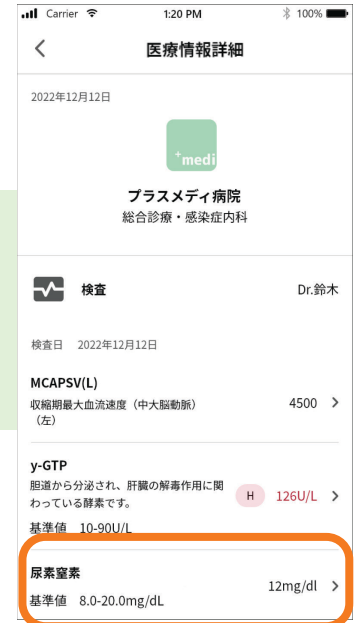 Carrier 1:20 PM 100%
医療情報詳細
2022年12月12日
+medi
プラスメディ病院
総合診療・感染症内科
検査 Dr.鈴木
検査日 2022年12月12日
MCAPSV(L)
収縮期最大血流速度（中大脳動脈）
（左）
4500
y-GTP
胆道から分泌され、肝臓の解毒作用に関
わっている酵素です。
H 126U/L
基準値 10-90U/L
尿素窒素
12mg/dl
基準値 8.0-20.0mg/dL